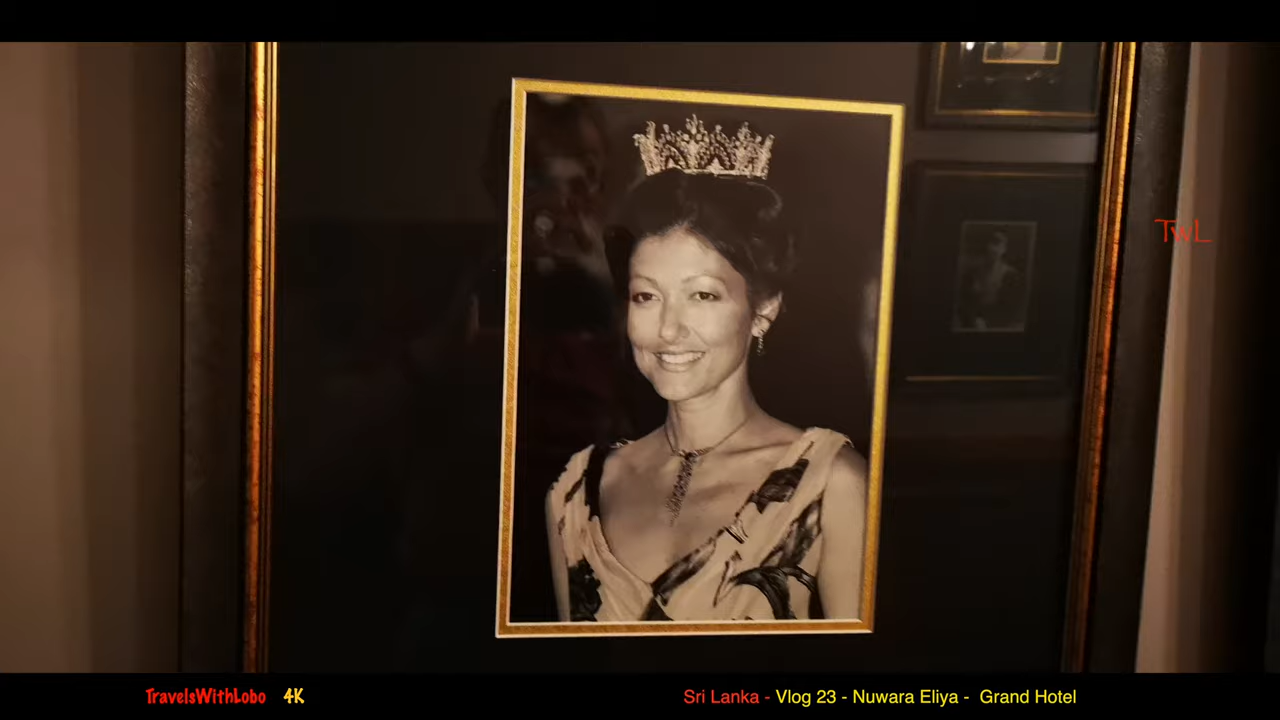 TWL
TravelsWithLobo 4K
Sri Lanka - Vlog 23 - Nuwara Eliya - Grand Hotel